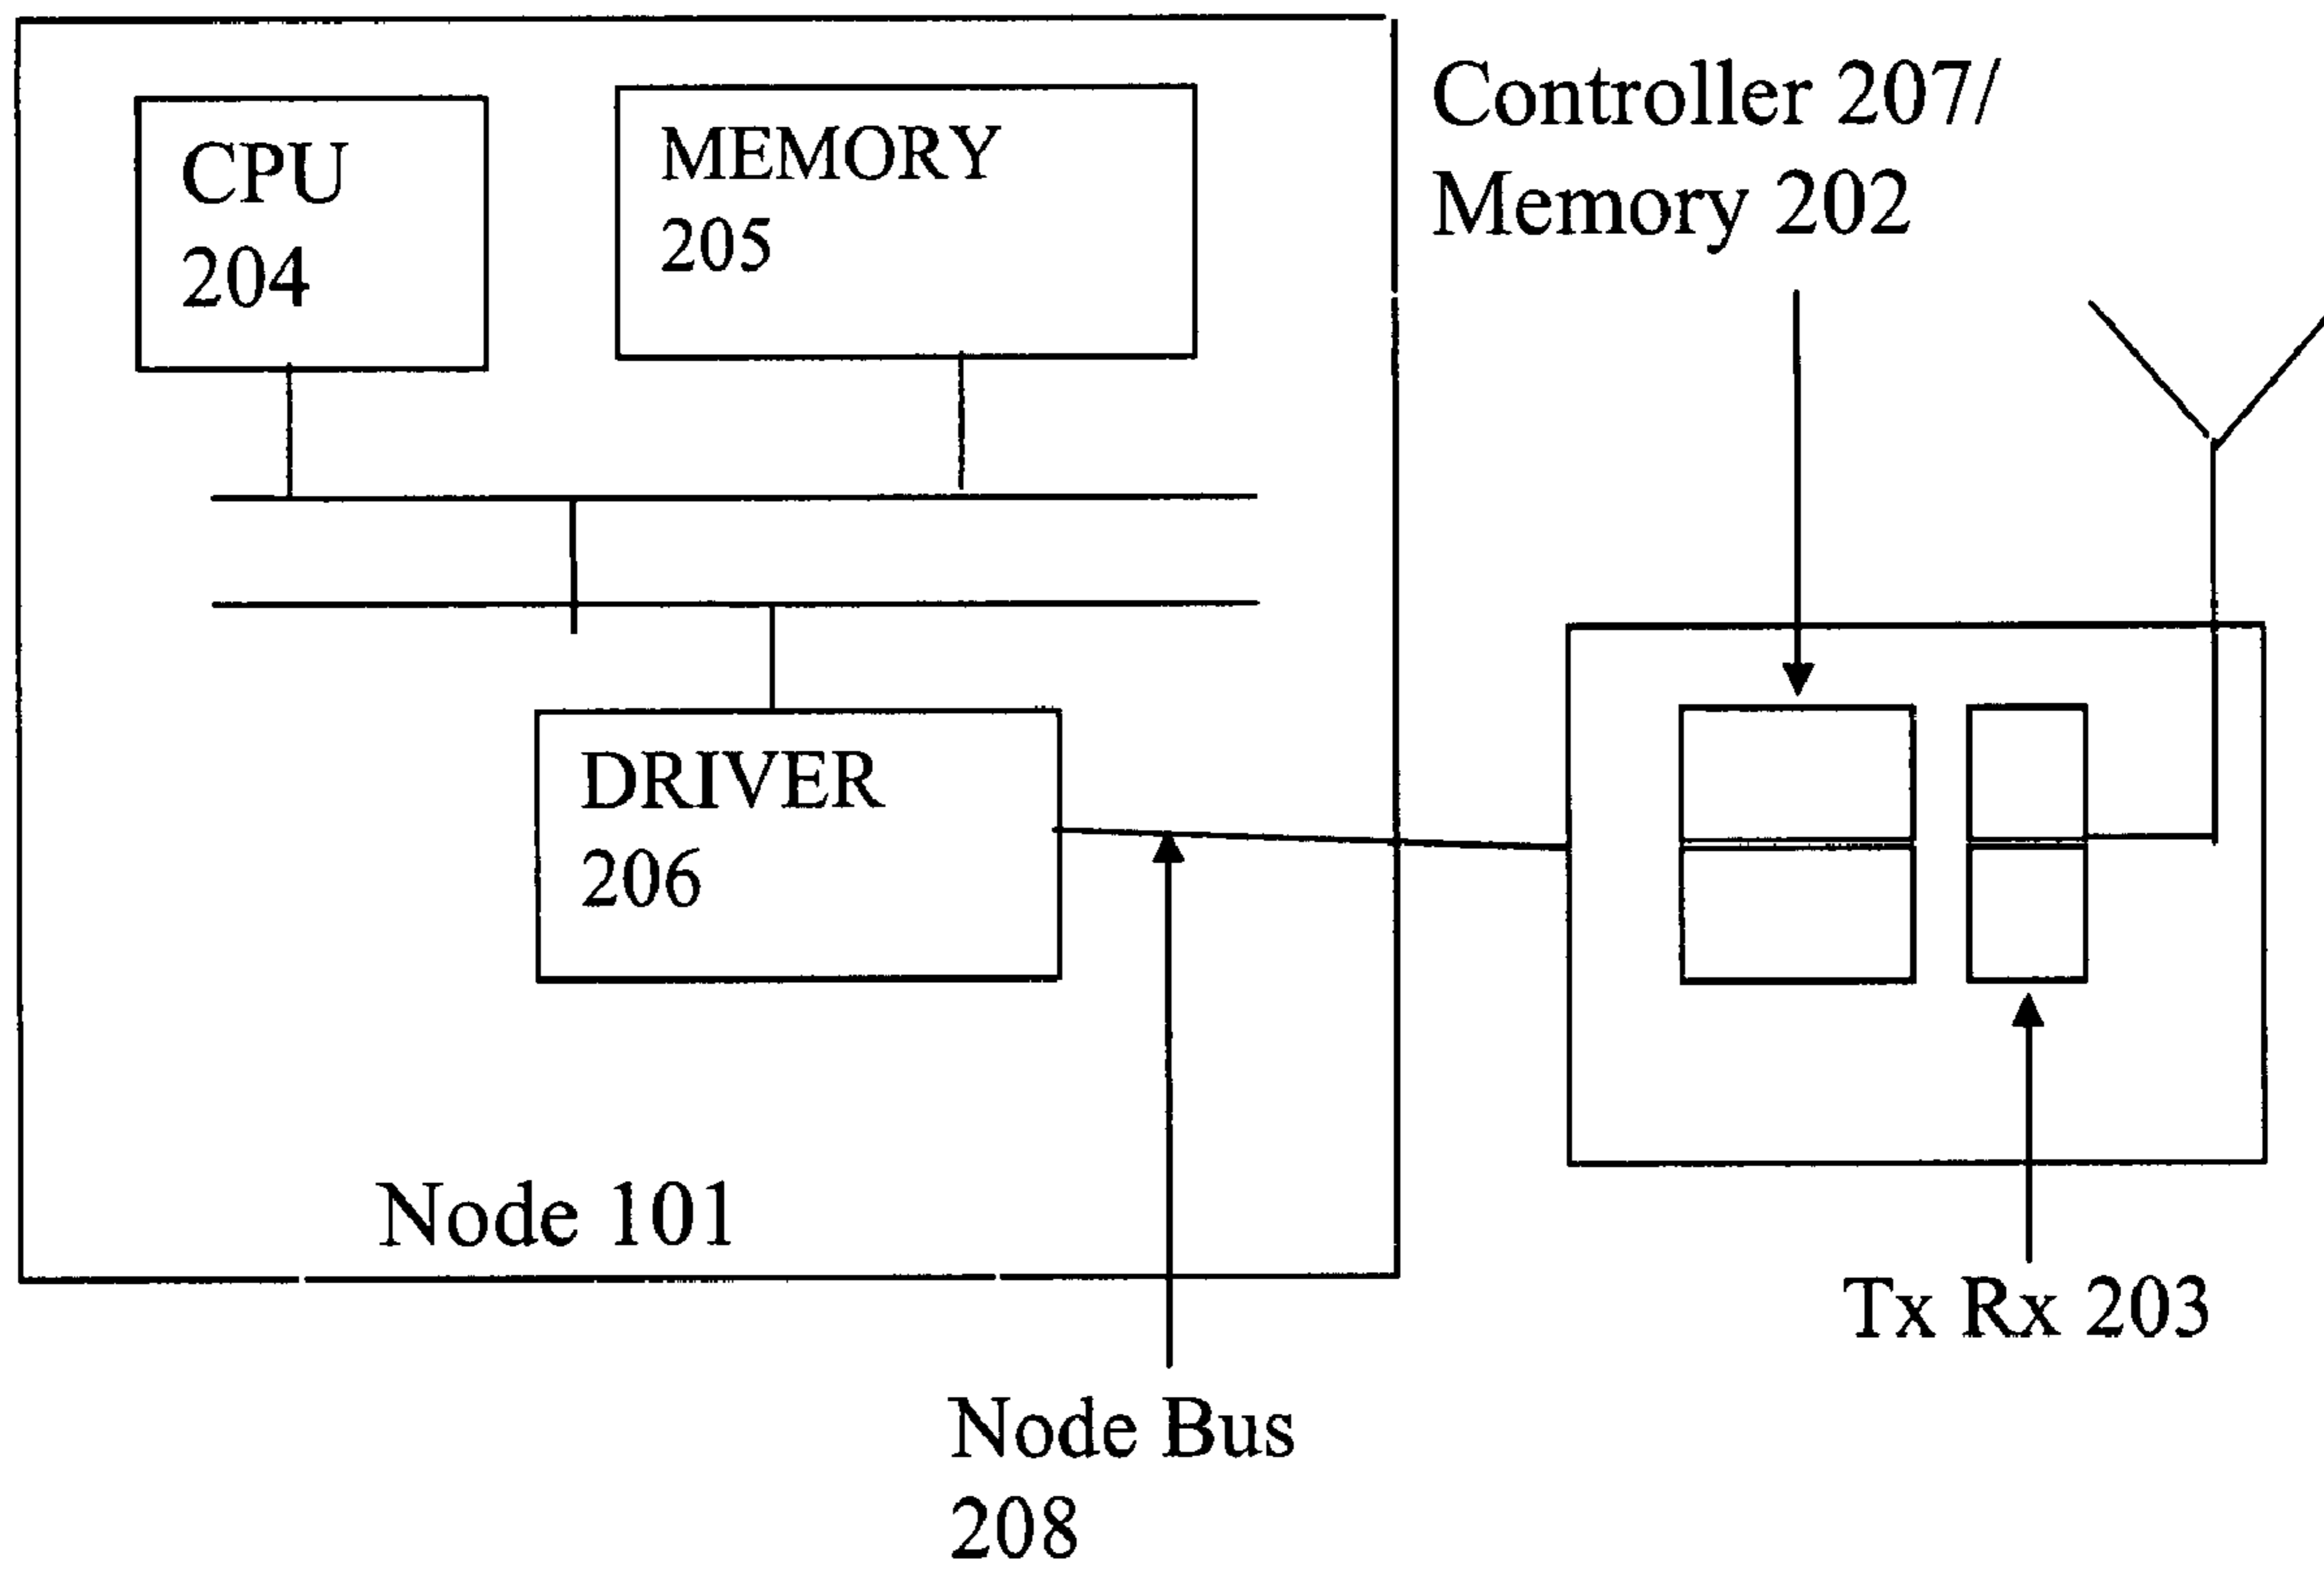 CPU
204
MEMORY
205
Controller 207/
Memory 202
DRIVER
206
Node 101
Tx Rx 203
Node Bus
208